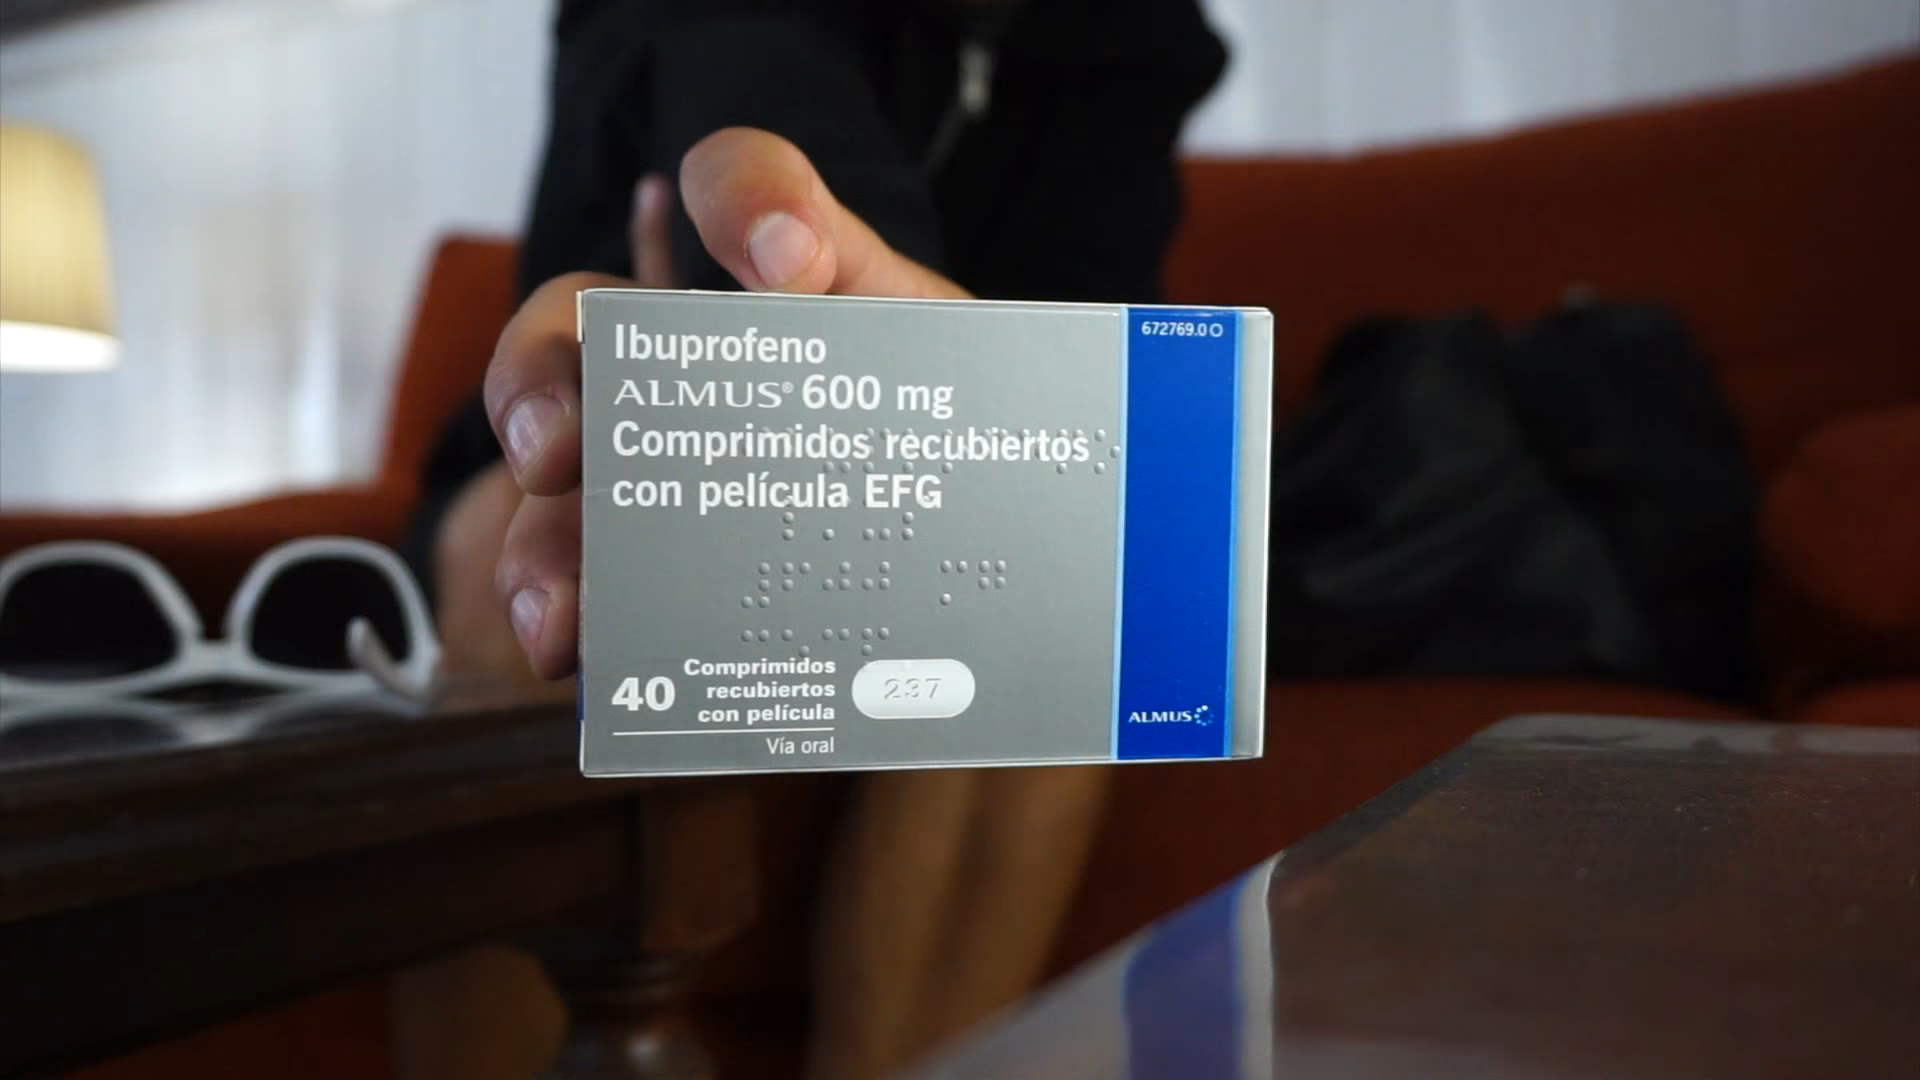 Ibuprofeno
ALMUS® 600 mg
Comprimidos recubiertos
con película EFG
672769.0 O
40 Comprimidos
recubiertos
con película
Vía oral
237
ALMUS